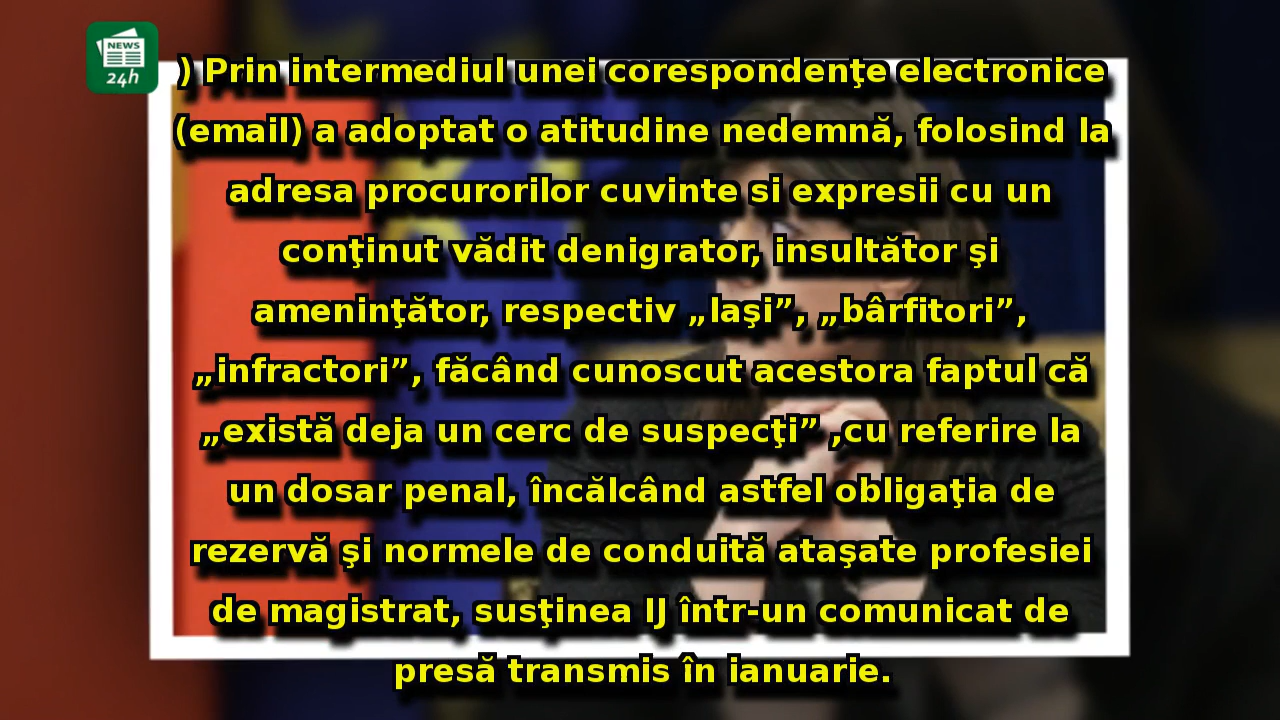 NEWS
24h
) Prin intermediul unei corespondenţe electronice
(email) a adoptat o atitudine nedemnă, folosind la
adresa procurorilor cuvinte si expresii cu un
conţinut vădit denigrator, insultător şi
ameninţător, respectiv „laşi”, „bârfitori”,
„infractori”, făcând cunoscut acestora faptul că
„există deja un cerc de suspecţi” ,cu referire la
un dosar penal, încălcând astfel obligaţia de
rezervă şi normele de conduită ataşate profesiei
de magistrat, susţinea IJ într-un comunicat de
presă transmis în ianuarie.